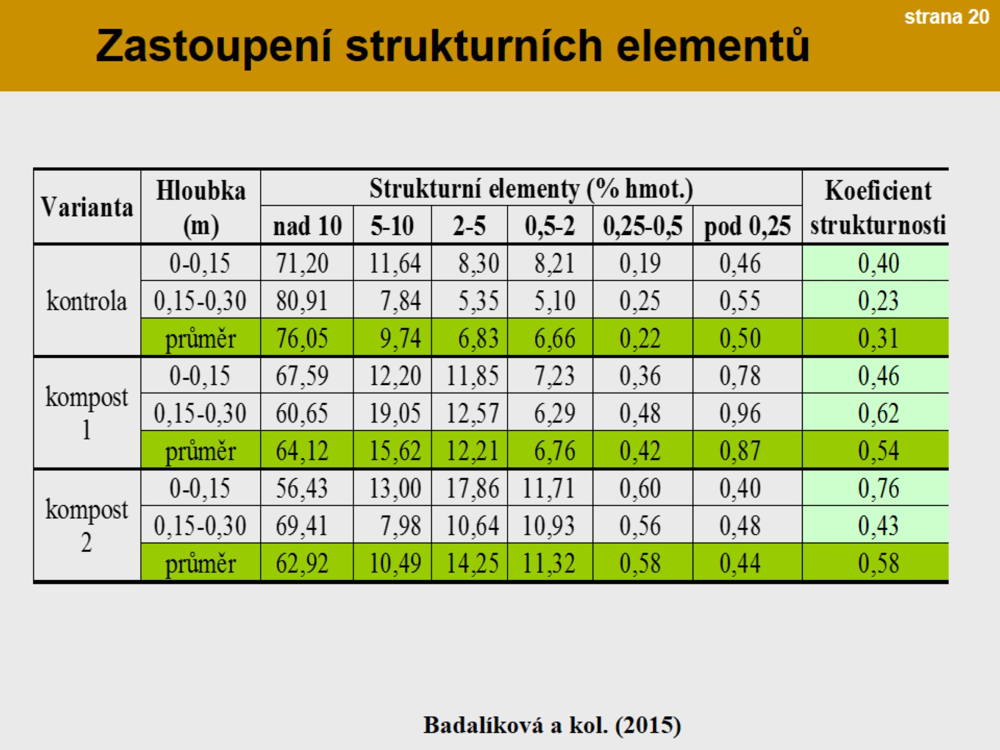 strana 20
Zastoupení strukturních elementů
Varianta Hloubka (m) Strukturní elementy (% hmot.) Koeficient strukturnosti
nad 10 5-10 2-5 0,5-2 0,25-0,5 pod 0,25
kontrola 0-0,15 71,20 11,64 8,30 8,21 0,19 0,46 0,40
0,15-0,30 80,91 7,84 5,35 5,10 0,25 0,55 0,23
průměr 76,05 9,74 6,83 6,66 0,22 0,50 0,31
kompost 1 0-0,15 67,59 12,20 11,85 7,23 0,36 0,78 0,46
0,15-0,30 60,65 19,05 12,57 6,29 0,48 0,96 0,62
průměr 64,12 15,62 12,21 6,76 0,42 0,87 0,54
kompost 2 0-0,15 56,43 13,00 17,86 11,71 0,60 0,40 0,76
0,15-0,30 69,41 7,98 10,64 10,93 0,56 0,48 0,43
průměr 62,92 10,49 14,25 11,32 0,58 0,44 0,58
Badalíková a kol. (2015)